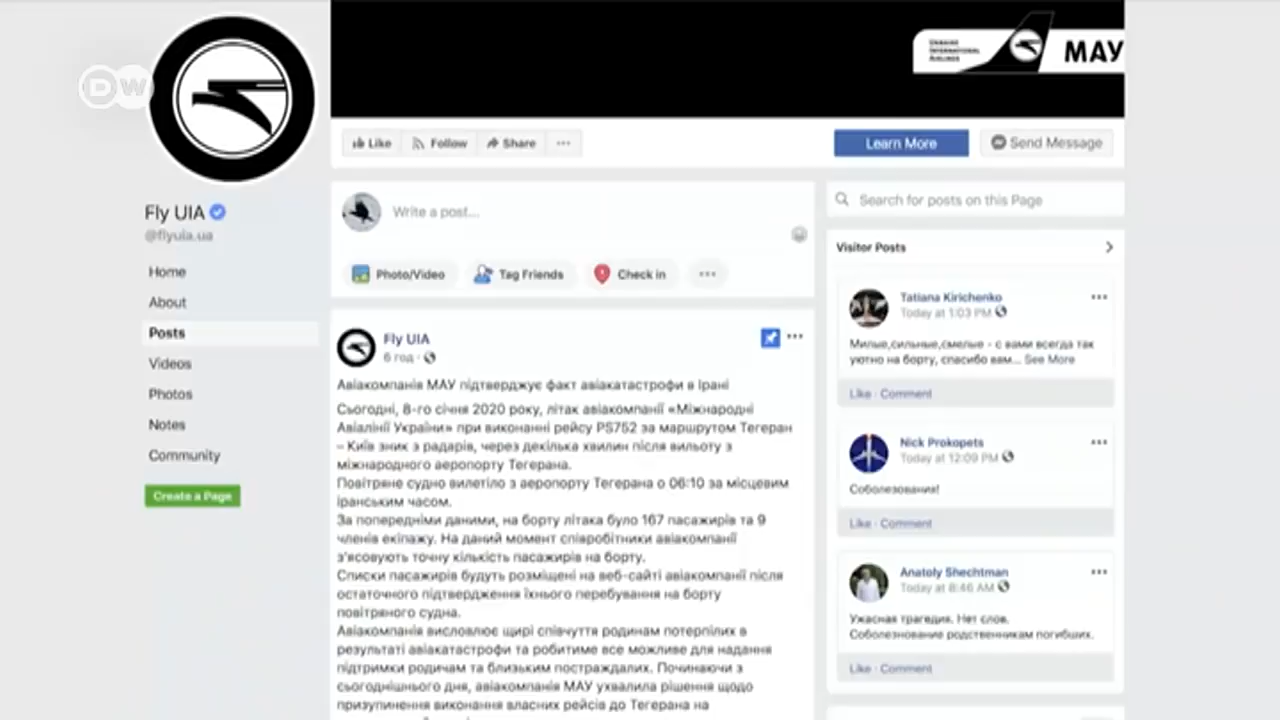 DW
UKRAINE
INTERNATIONAL
AIRLINES
МАУ
Like
Follow
Share
Learn More
Send Message
Fly UIA
@flyuia.ua
Home
About
Posts
Videos
Photos
Notes
Community
Create a Page
Write a post...
Photo/Video
Tag Friends
Check in
Fly UIA
6 год ·
Авіакомпанія МАУ підтверджує факт авіакатастрофи в Ірані
Сьогодні, 8-го січня 2020 року, літак авіакомпанії «Міжнародні
Авіалінії України» при виконанні рейсу PS752 за маршрутом Тегеран
– Київ зник з радарів, через декілька хвилин після вильоту з
міжнародного аеропорту Тегерана.
Повітряне судно вилетіло з аеропорту Тегерана о 06:10 за місцевим
іранським часом.
За попередніми даними, на борту літака було 167 пасажирів та 9
членів екіпажу. На даний момент співробітники авіакомпанії
з'ясовують точну кількість пасажирів на борту.
Списки пасажирів будуть розміщені на веб-сайті авіакомпанії після
остаточного підтвердження їхнього перебування на борту
повітряного судна.
Авіакомпанія висловлює щирі співчуття родинам потерпілих в
результаті авіакатастрофи та робитиме все можливе для надання
підтримки родичам та близьким постраждалих. Починаючи з
сьогоднішнього дня, авіакомпанія МАУ ухвалила рішення щодо
призупинення виконання власних рейсів до Тегерана на
Search for posts on this Page
Visitor Posts
Tatiana Kirichenko
Today at 1:03 PM
Милые,сильные,смелые - с вами всегда так
уютно на борту, спасибо вам... See More
Like · Comment
Nick Prokopets
Today at 12:09 PM
Соболезнования!
Like · Comment
Anatoly Shechtman
Today at 8:46 AM
Ужасная трагедия. Нет слов.
Соболезнование родственникам погибших.
Like · Comment